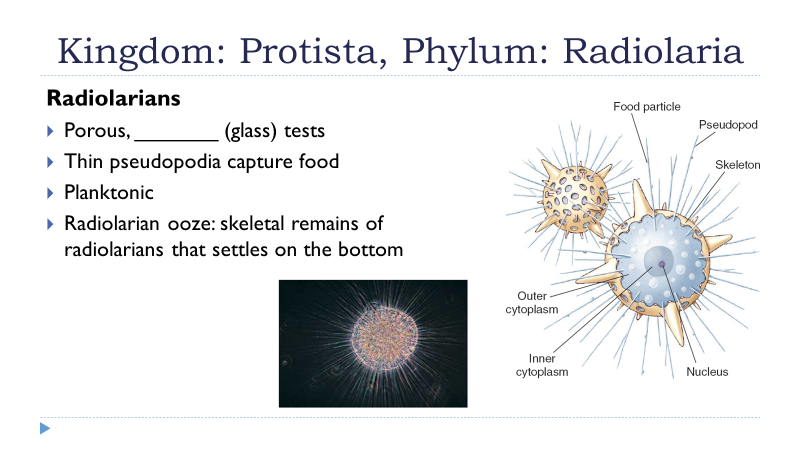 Kingdom: Protista, Phylum: Radiolaria
Radiolarians
Porous, _______ (glass) tests
Thin pseudopodia capture food
Planktonic
Radiolarian ooze: skeletal remains of
radiolarians that settles on the bottom
Food particle
Pseudopod
Skeleton
Outer
cytoplasm
Inner
cytoplasm
Nucleus